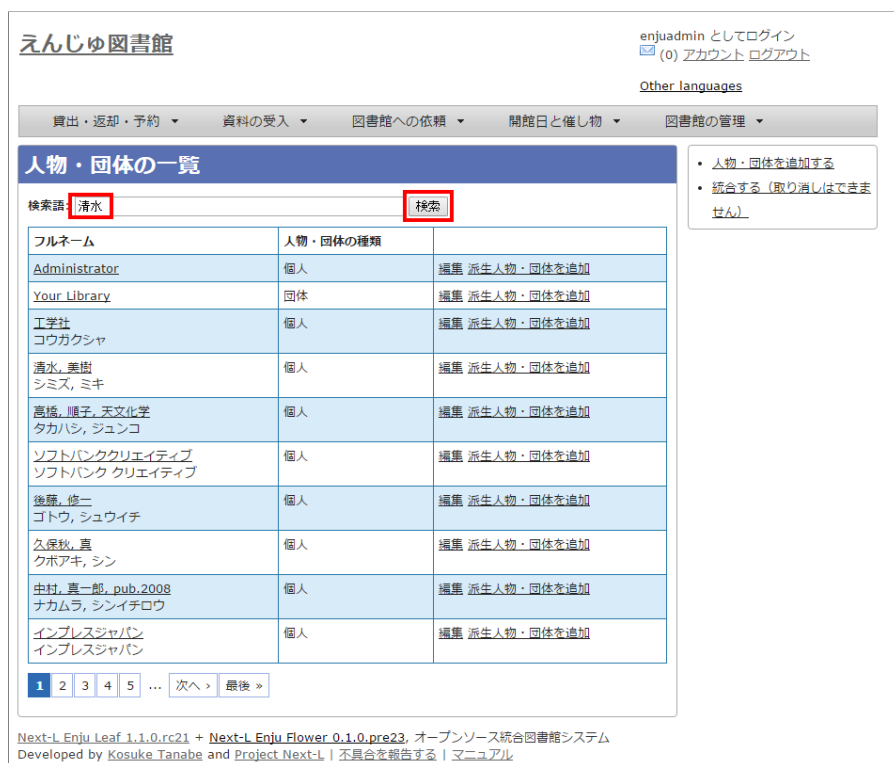 えんじゅ図書館
enjuadmin としてログイン
(0) アカウント ログアウト
Other languages
貸出・返却・予約 ▼ 資料の受入 ▼ 図書館への依頼 ▼ 開館日と催し物 ▼ 図書館の管理 ▼
人物・団体の一覧
検索語: 清水 検索
フルネーム 人物・団体の種類
Administrator 個人 編集 派生人物・団体を追加
Your Library 団体 編集 派生人物・団体を追加
工学社 個人 編集 派生人物・団体を追加
コウガクシャ
清水, 美樹 個人 編集 派生人物・団体を追加
シミズ, ミキ
高橋, 順子, 天文化学 個人 編集 派生人物・団体を追加
タカハシ, ジュンコ
ソフトバンククリエイティブ 個人 編集 派生人物・団体を追加
ソフトバンク クリエイティブ
後藤, 修一 個人 編集 派生人物・団体を追加
ゴトウ, シュウイチ
久保秋, 真 個人 編集 派生人物・団体を追加
クボアキ, シン
中村, 真一郎, pub.2008 個人 編集 派生人物・団体を追加
ナカムラ, シンイチロウ
インプレスジャパン 個人 編集 派生人物・団体を追加
インプレスジャパン
1 2 3 4 5 … 次へ › 最後 »
• 人物・団体を追加する
• 統合する（取り消しはできま
せん）
Next-L Enju Leaf 1.1.0.rc21 + Next-L Enju Flower 0.1.0.pre23, オープンソース統合図書館システム
Developed by Kosuke Tanabe and Project Next-L | 不具合を報告する | マニュアル